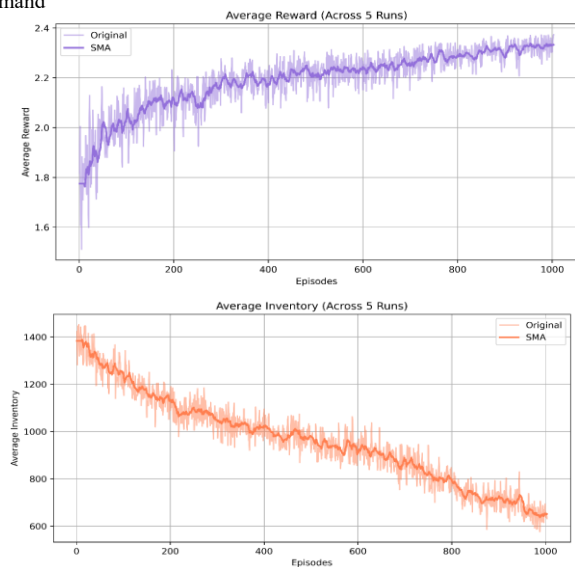 mand
Average Reward (Across 5 Runs)
2.4
2.2
2.0
1.8
1.6
Average Reward
Original
SMA
0 200 400 600 800 1000
Episodes
Average Inventory (Across 5 Runs)
1400
1200
1000
800
600
Average Inventory
Original
SMA
0 200 400 600 800 1000
Episodes